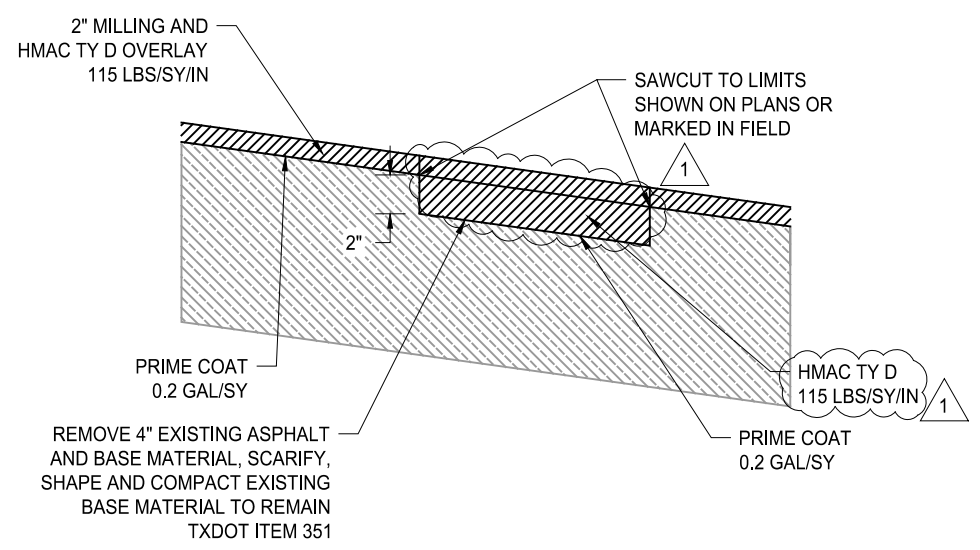 2" MILLING AND
HMAC TY D OVERLAY
115 LBS/SY/IN
SAWCUT TO LIMITS
SHOWN ON PLANS OR
MARKED IN FIELD
1
2"
PRIME COAT
0.2 GAL/SY
HMAC TY D
115 LBS/SY/IN
1
REMOVE 4" EXISTING ASPHALT
AND BASE MATERIAL, SCARIFY,
SHAPE AND COMPACT EXISTING
BASE MATERIAL TO REMAIN
TXDOT ITEM 351
PRIME COAT
0.2 GAL/SY